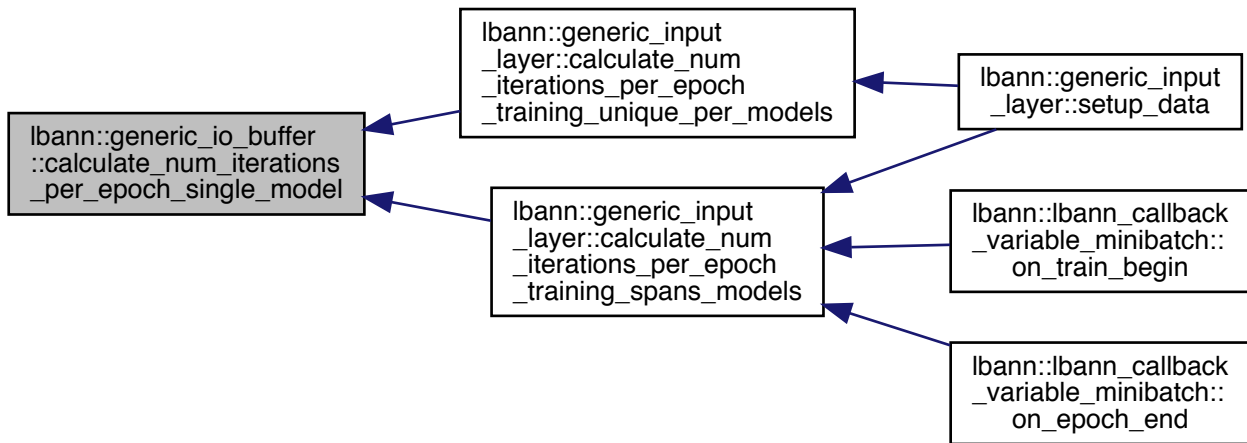 lbann::generic_io_buffer
::calculate_num_iterations
_per_epoch_single_model
lbann::generic_input
_layer::calculate_num
_iterations_per_epoch
_training_unique_per_models
lbann::generic_input
_layer::setup_data
lbann::generic_input
_layer::calculate_num
_iterations_per_epoch
_training_spans_models
lbann::lbann_callback
_variable_minibatch::
on_train_begin
lbann::lbann_callback
_variable_minibatch::
on_epoch_end